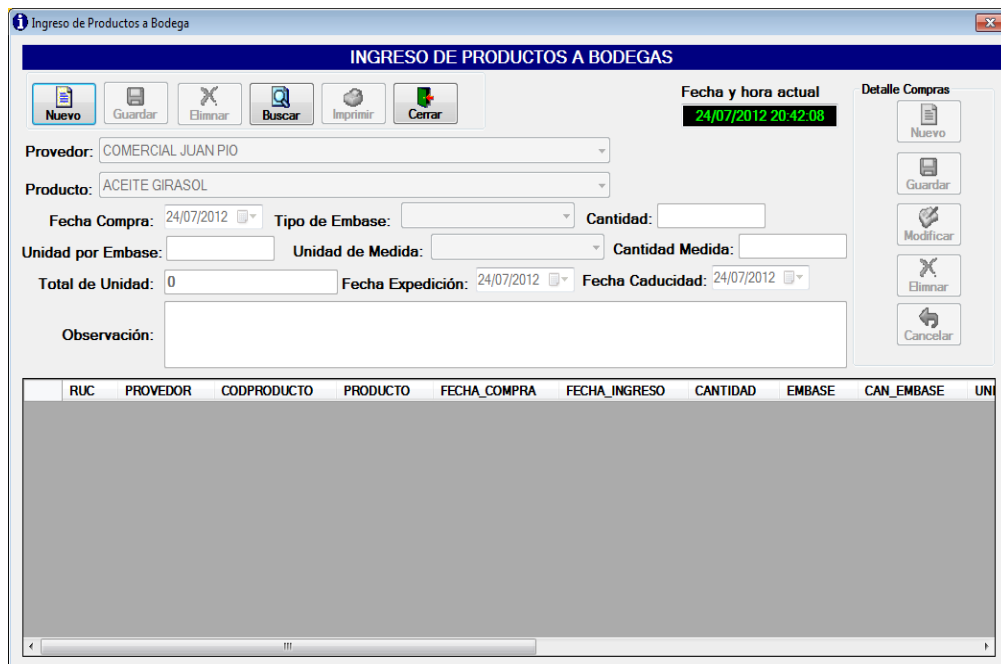 Ingreso de Productos a Bodega
INGRESO DE PRODUCTOS A BODEGAS
Nuevo Guardar Elimnar Buscar Imprimir Cerrar
Fecha y hora actual
24/07/2012 20:42:08
Detalle Compras
Nuevo
Guardar
Modificar
Elimnar
Cancelar
Provedor: COMERCIAL JUAN PIO
Producto: ACEITE GIRASOL
Fecha Compra: 24/07/2012 Tipo de Embase: Cantidad:
Unidad por Embase: Unidad de Medida: Cantidad Medida:
Total de Unidad: 0 Fecha Expedición: 24/07/2012 Fecha Caducidad: 24/07/2012
Observación:
RUC PROVEDOR CODPRODUCTO PRODUCTO FECHA_COMPRA FECHA_INGRESO CANTIDAD EMBASE CAN_EMBASE UNI